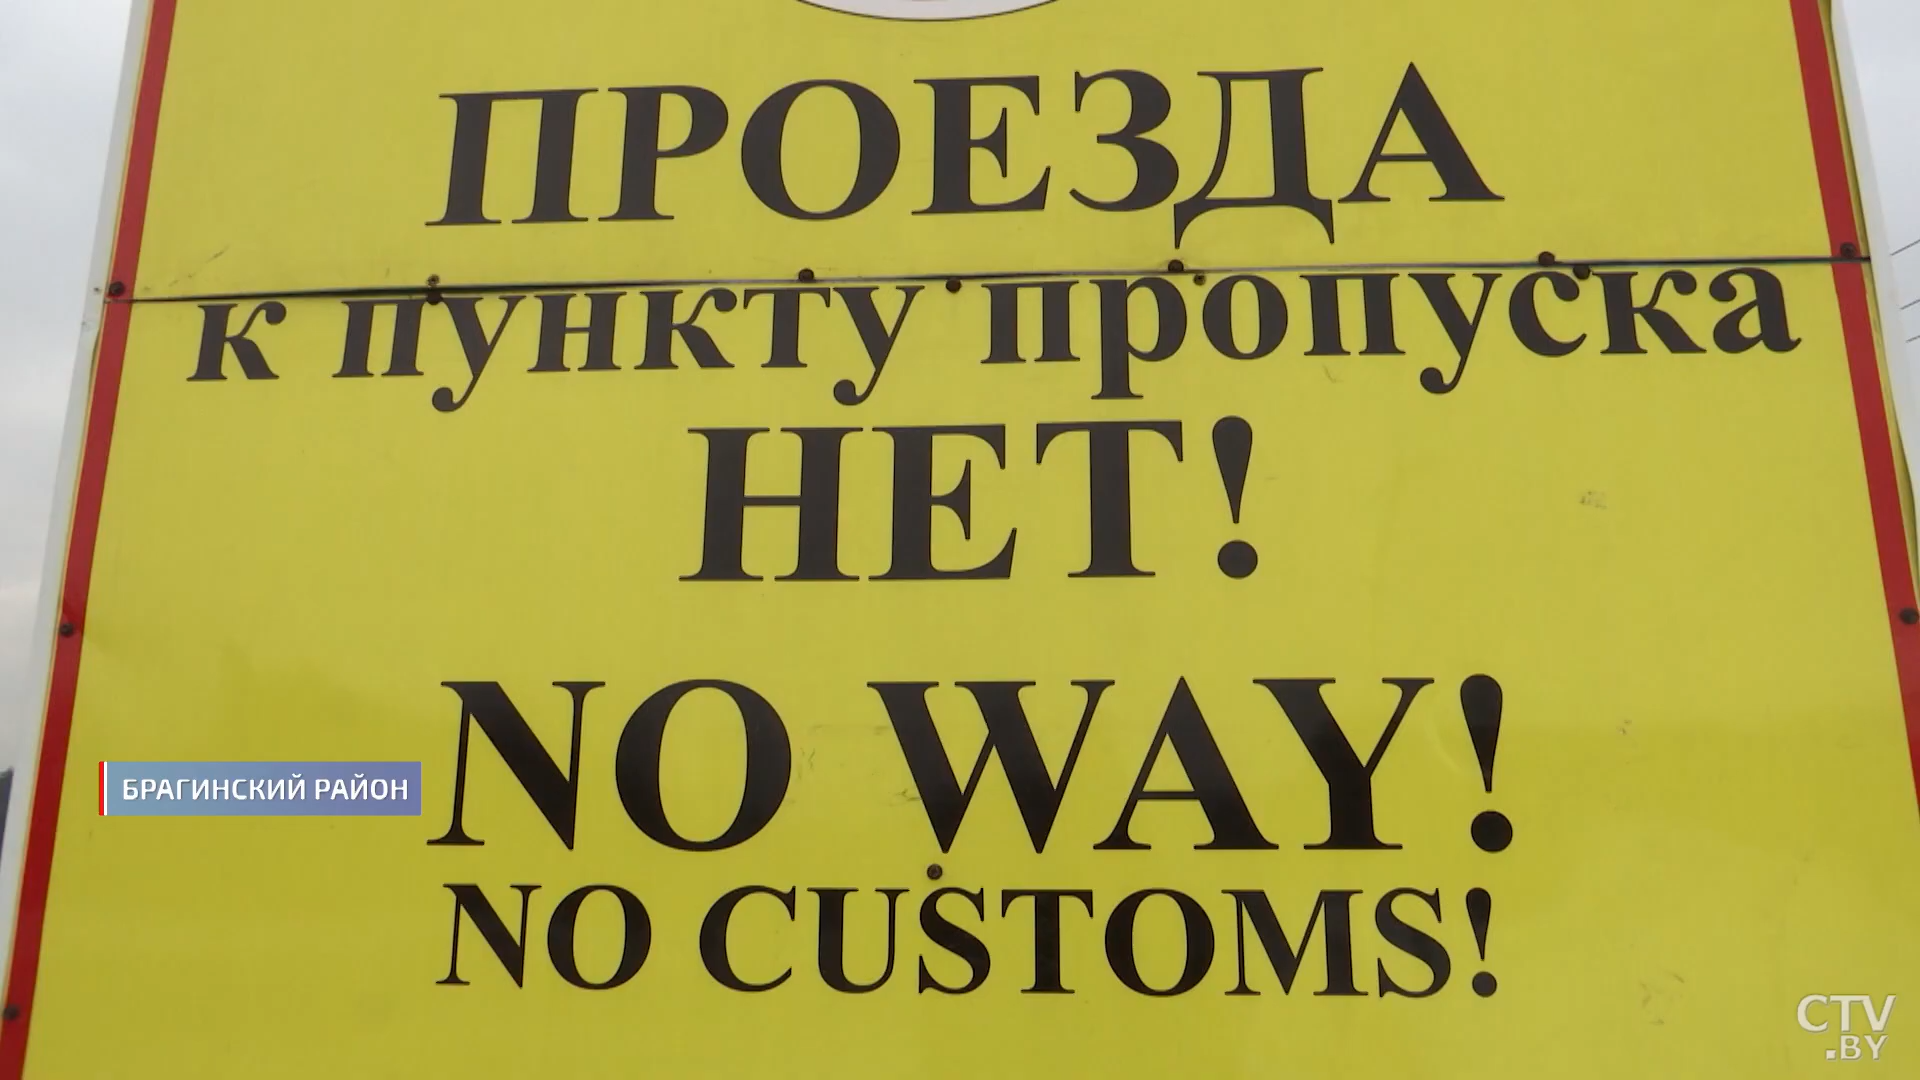 ПРОЕЗДА
к пункту пропуска
НЕТ!
NO WAY!
БРАГИНСКИЙ РАЙОН
NO CUSTOMS!
CTV
.BY